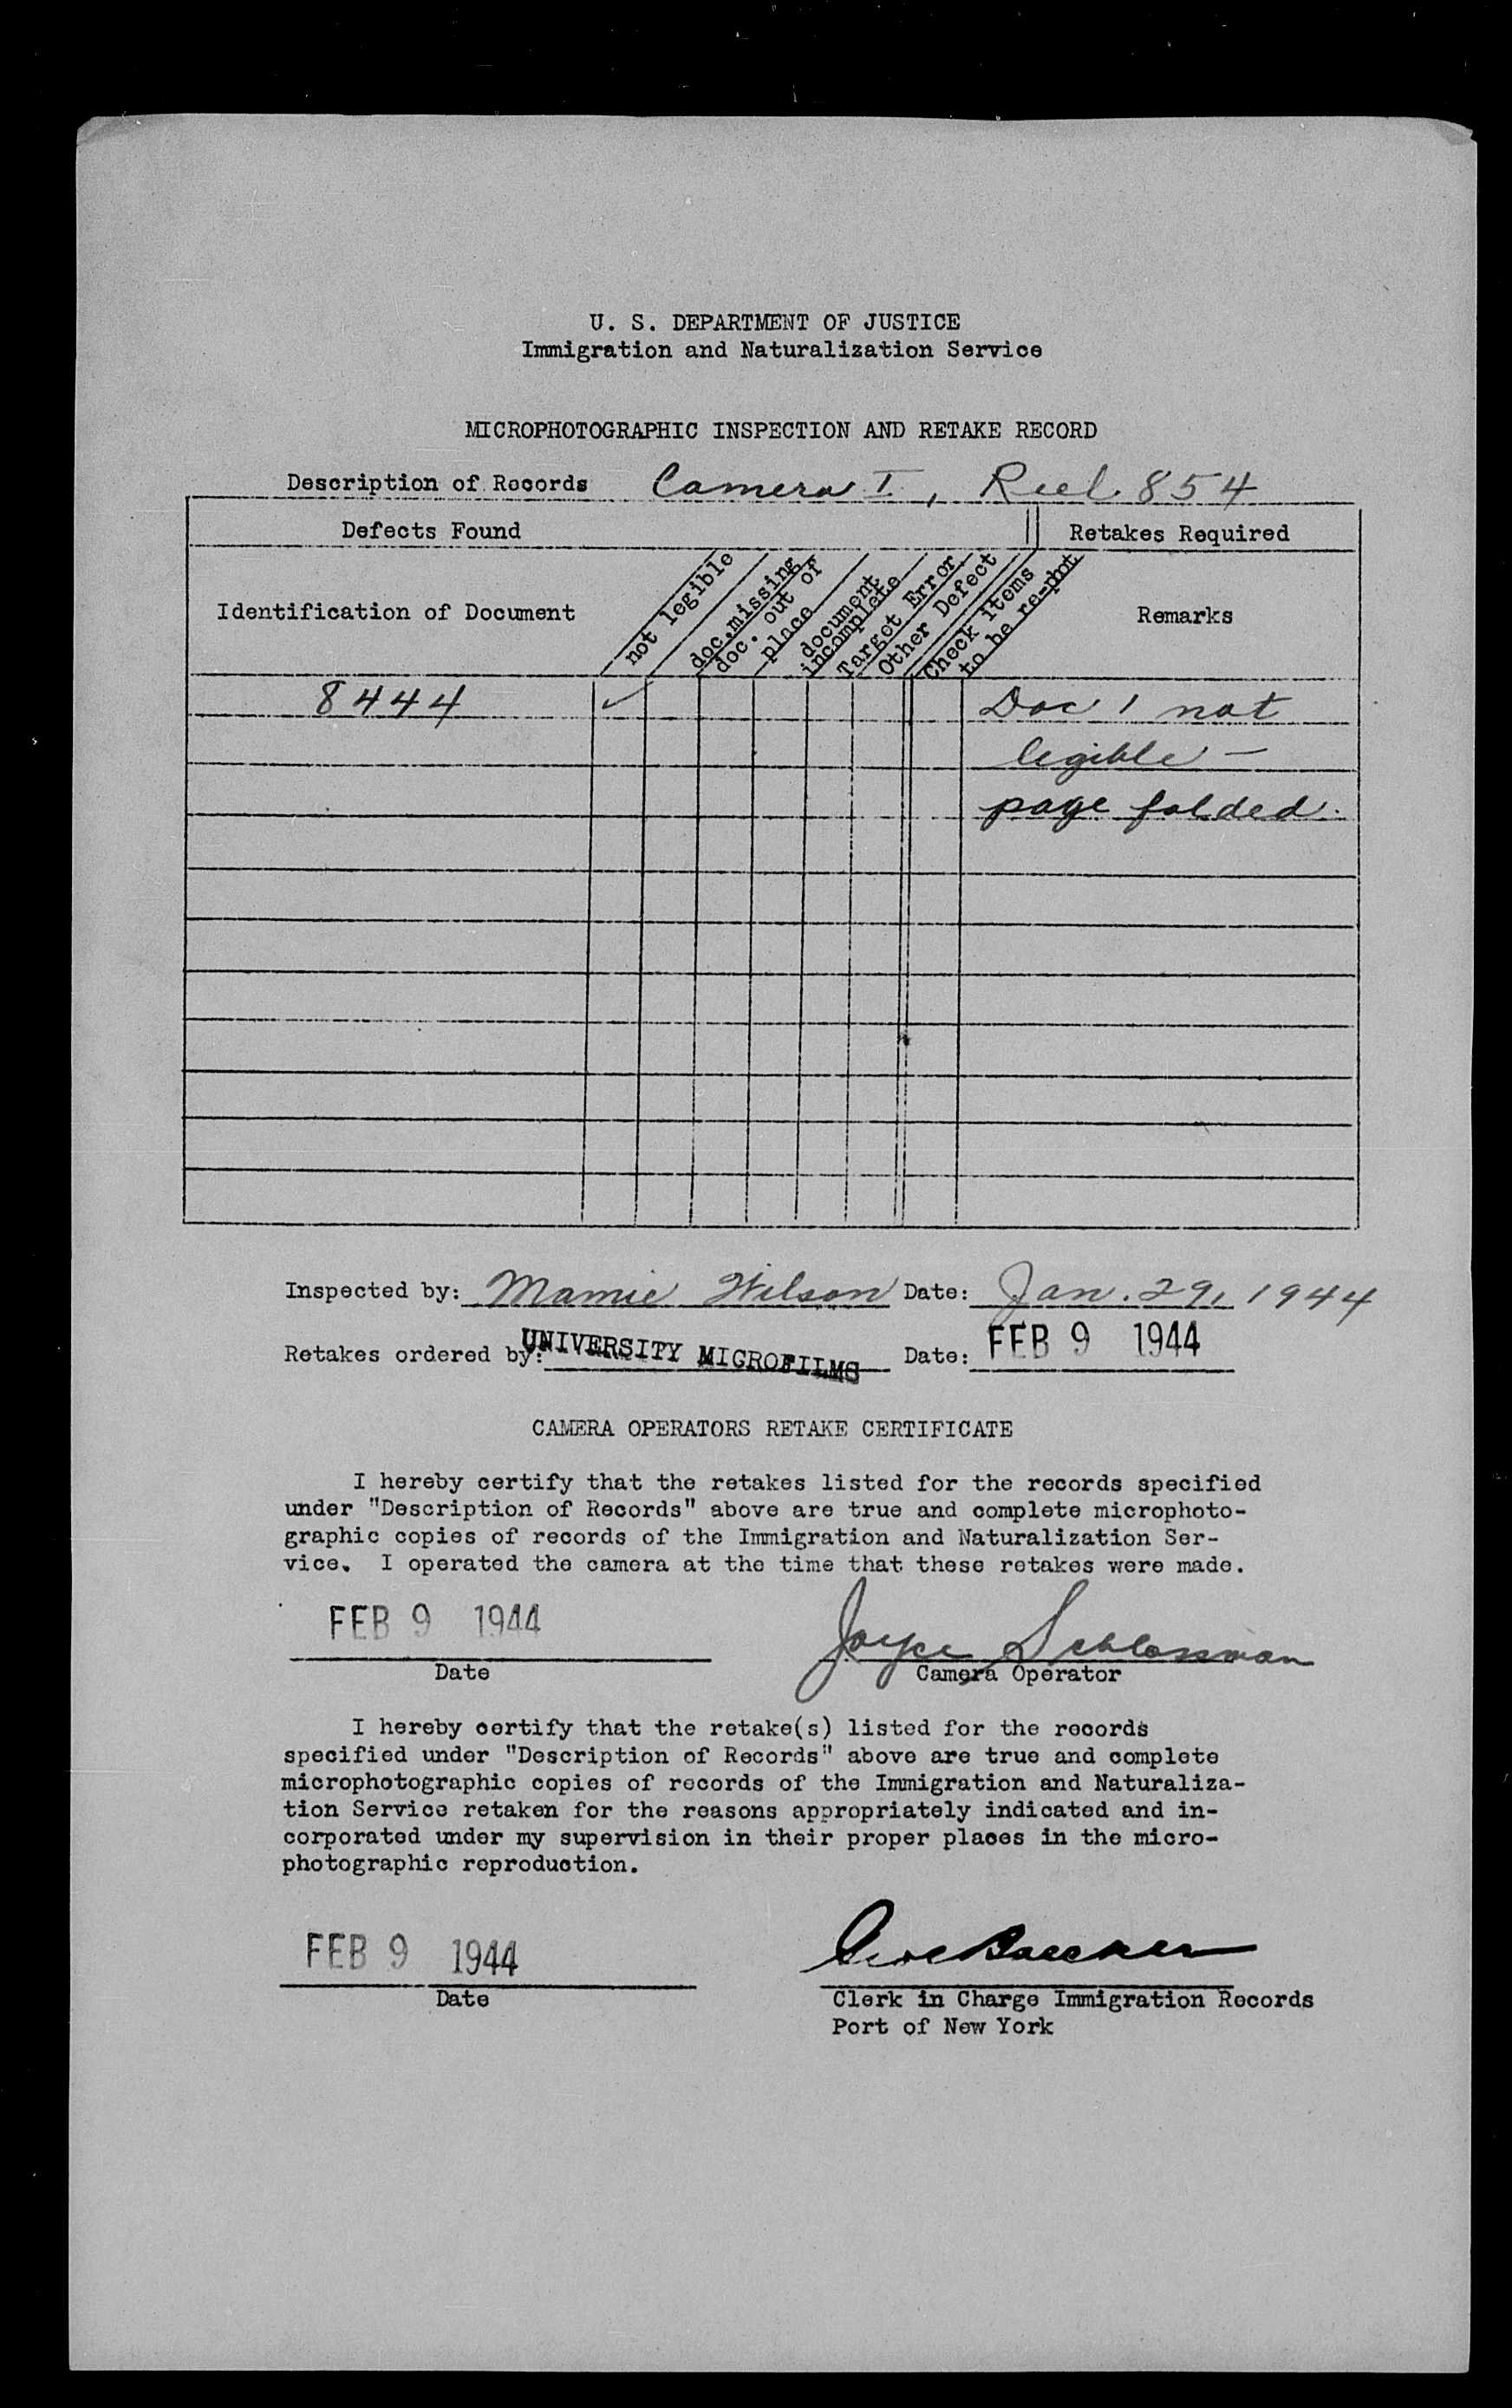 U. S. DEPARTMENT OF JUSTICE
Immigration and Naturalization Service
MICROPHOTOGRAPHIC INSPECTION AND RETAKE RECORD
Description of Records Camera I, Reel 854
Defects Found
Retakes Required
Identification of Document
not legible
doc.missing
doc. out of
place
document
incomplete
Target Error
Other Defect
Check items
to be re-phot
Remarks
8444 ✓ Doc 1 not
legible —
page folded.
Inspected by: Mamie Wilson Date: Jan. 29, 1944
Retakes ordered by: UNIVERSITY MICROFILMS Date: FEB 9 1944
CAMERA OPERATORS RETAKE CERTIFICATE
I hereby certify that the retakes listed for the records specified
under "Description of Records" above are true and complete microphoto-
graphic copies of records of the Immigration and Naturalization Ser-
vice. I operated the camera at the time that these retakes were made.
FEB 9 1944 Joyce Schlossman
Date Camera Operator
I hereby certify that the retake(s) listed for the records
specified under "Description of Records" above are true and complete
microphotographic copies of records of the Immigration and Naturaliza-
tion Service retaken for the reasons appropriately indicated and in-
corporated under my supervision in their proper places in the micro-
photographic reproduction.
FEB 9 1944
Date
Clerk in Charge Immigration Records
Port of New York